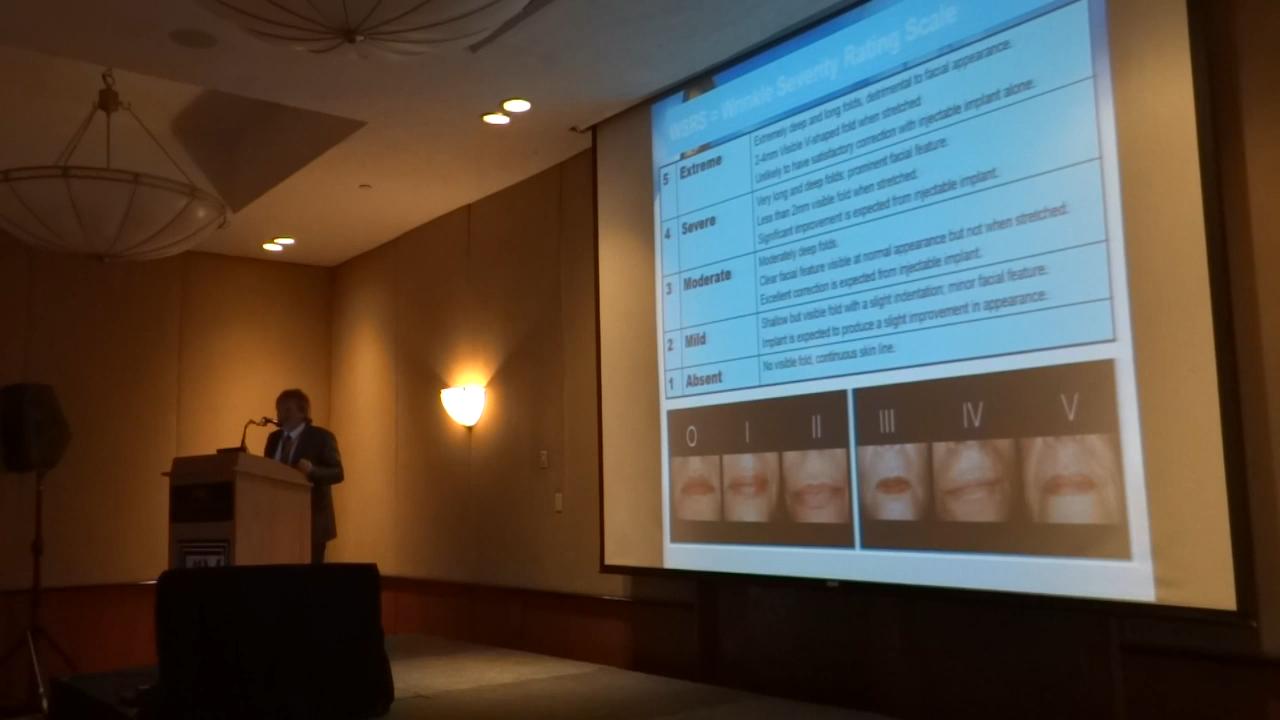 WSRS = Wrinkle Severity Rating Scale
5 Extreme
Extremely deep and long folds, detrimental to facial appearance.
2-4mm Visible V-shaped fold when stretched.
Unlikely to have satisfactory correction with injectable implant alone.
4 Severe
Very long and deep folds; prominent facial feature.
Less than 2mm visible fold when stretched.
Significant improvement is expected from injectable implant.
3 Moderate
Moderately deep folds.
Clear facial feature visible at normal appearance but not when stretched.
Excellent correction is expected from injectable implant.
2 Mild
Shallow but visible fold with a slight indentation; minor facial feature.
Implant is expected to produce a slight improvement in appearance.
1 Absent
No visible fold; continuous skin line.
O I II III IV V